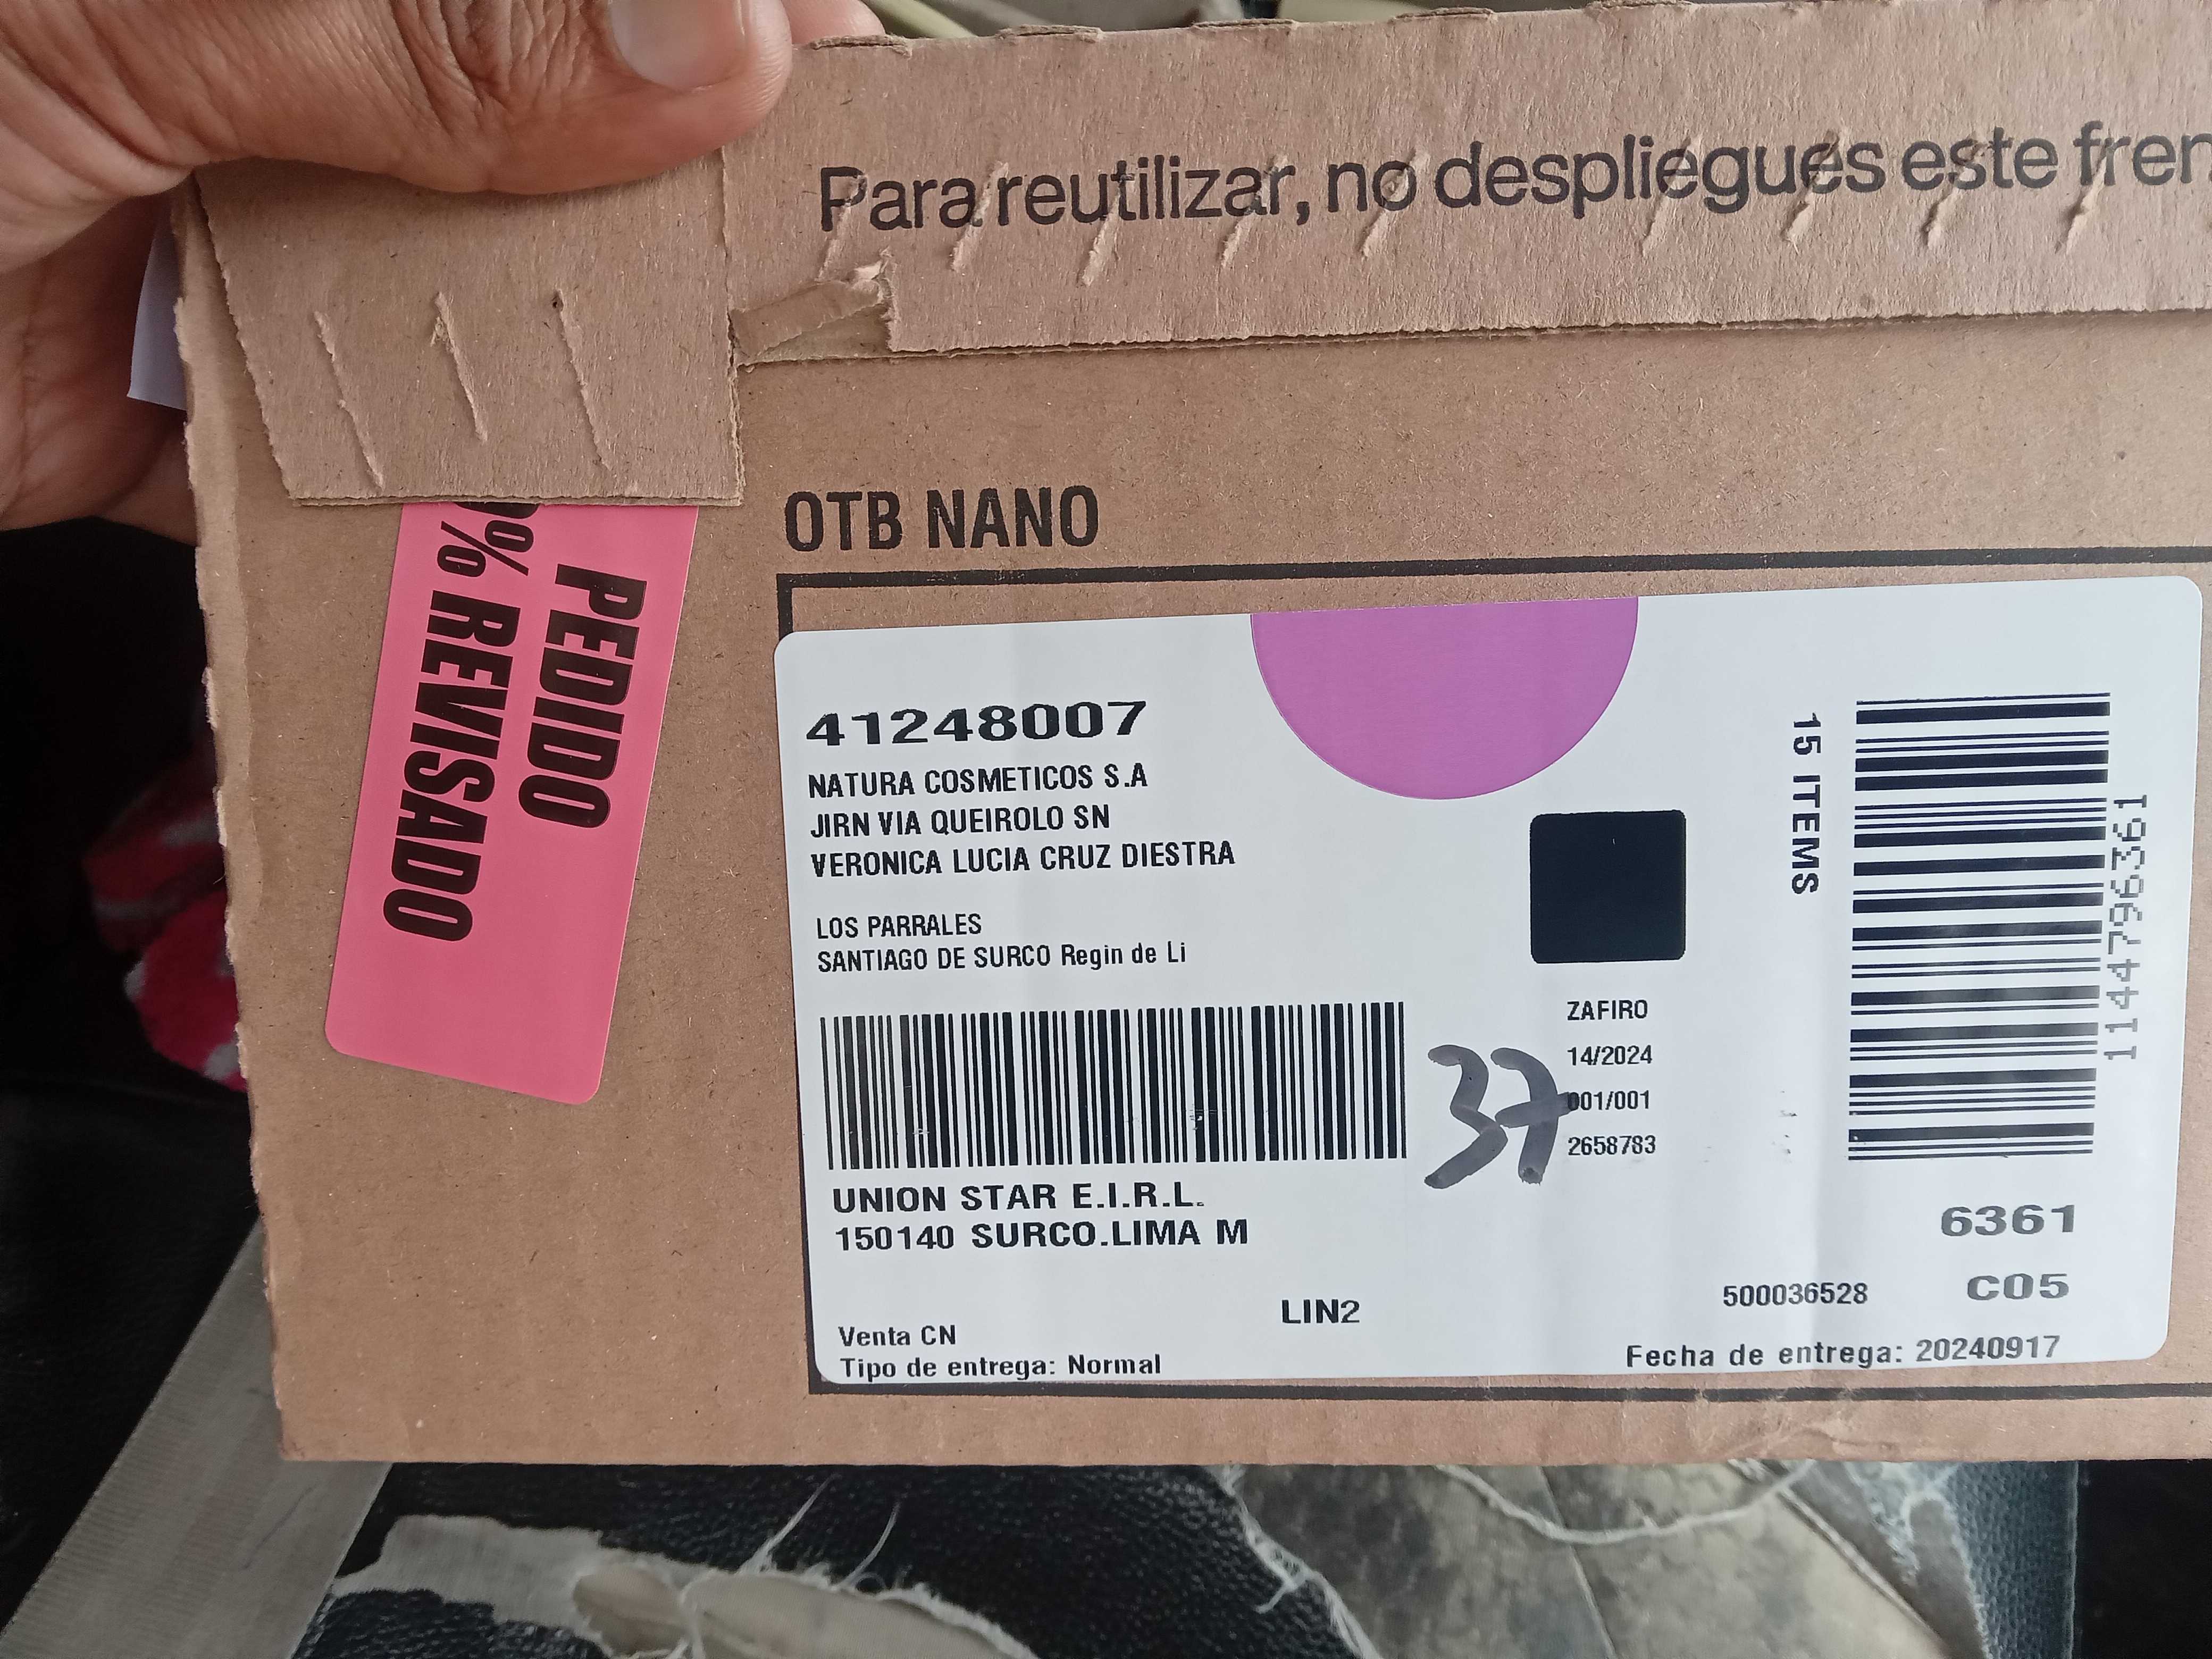 Para reutilizar, no despliegues este
OTB NANO
PEDIDO
% REVISADO
41248007
NATURA COSMETICOS S.A
JIRN VIA QUEIROLO SN
VERONICA LUCIA CRUZ DIESTRA
LOS PARRALES
SANTIAGO DE SURCO Regin de Li
15 ITEMS
11447796361
ZAFIRO
14/2024
001/001
2658783
37
UNION STAR E.I.R.L.
150140 SURCO.LIMA M
6361
LIN2
500036528
C05
Venta CN
Tipo de entrega: Normal
Fecha de entrega: 20240917